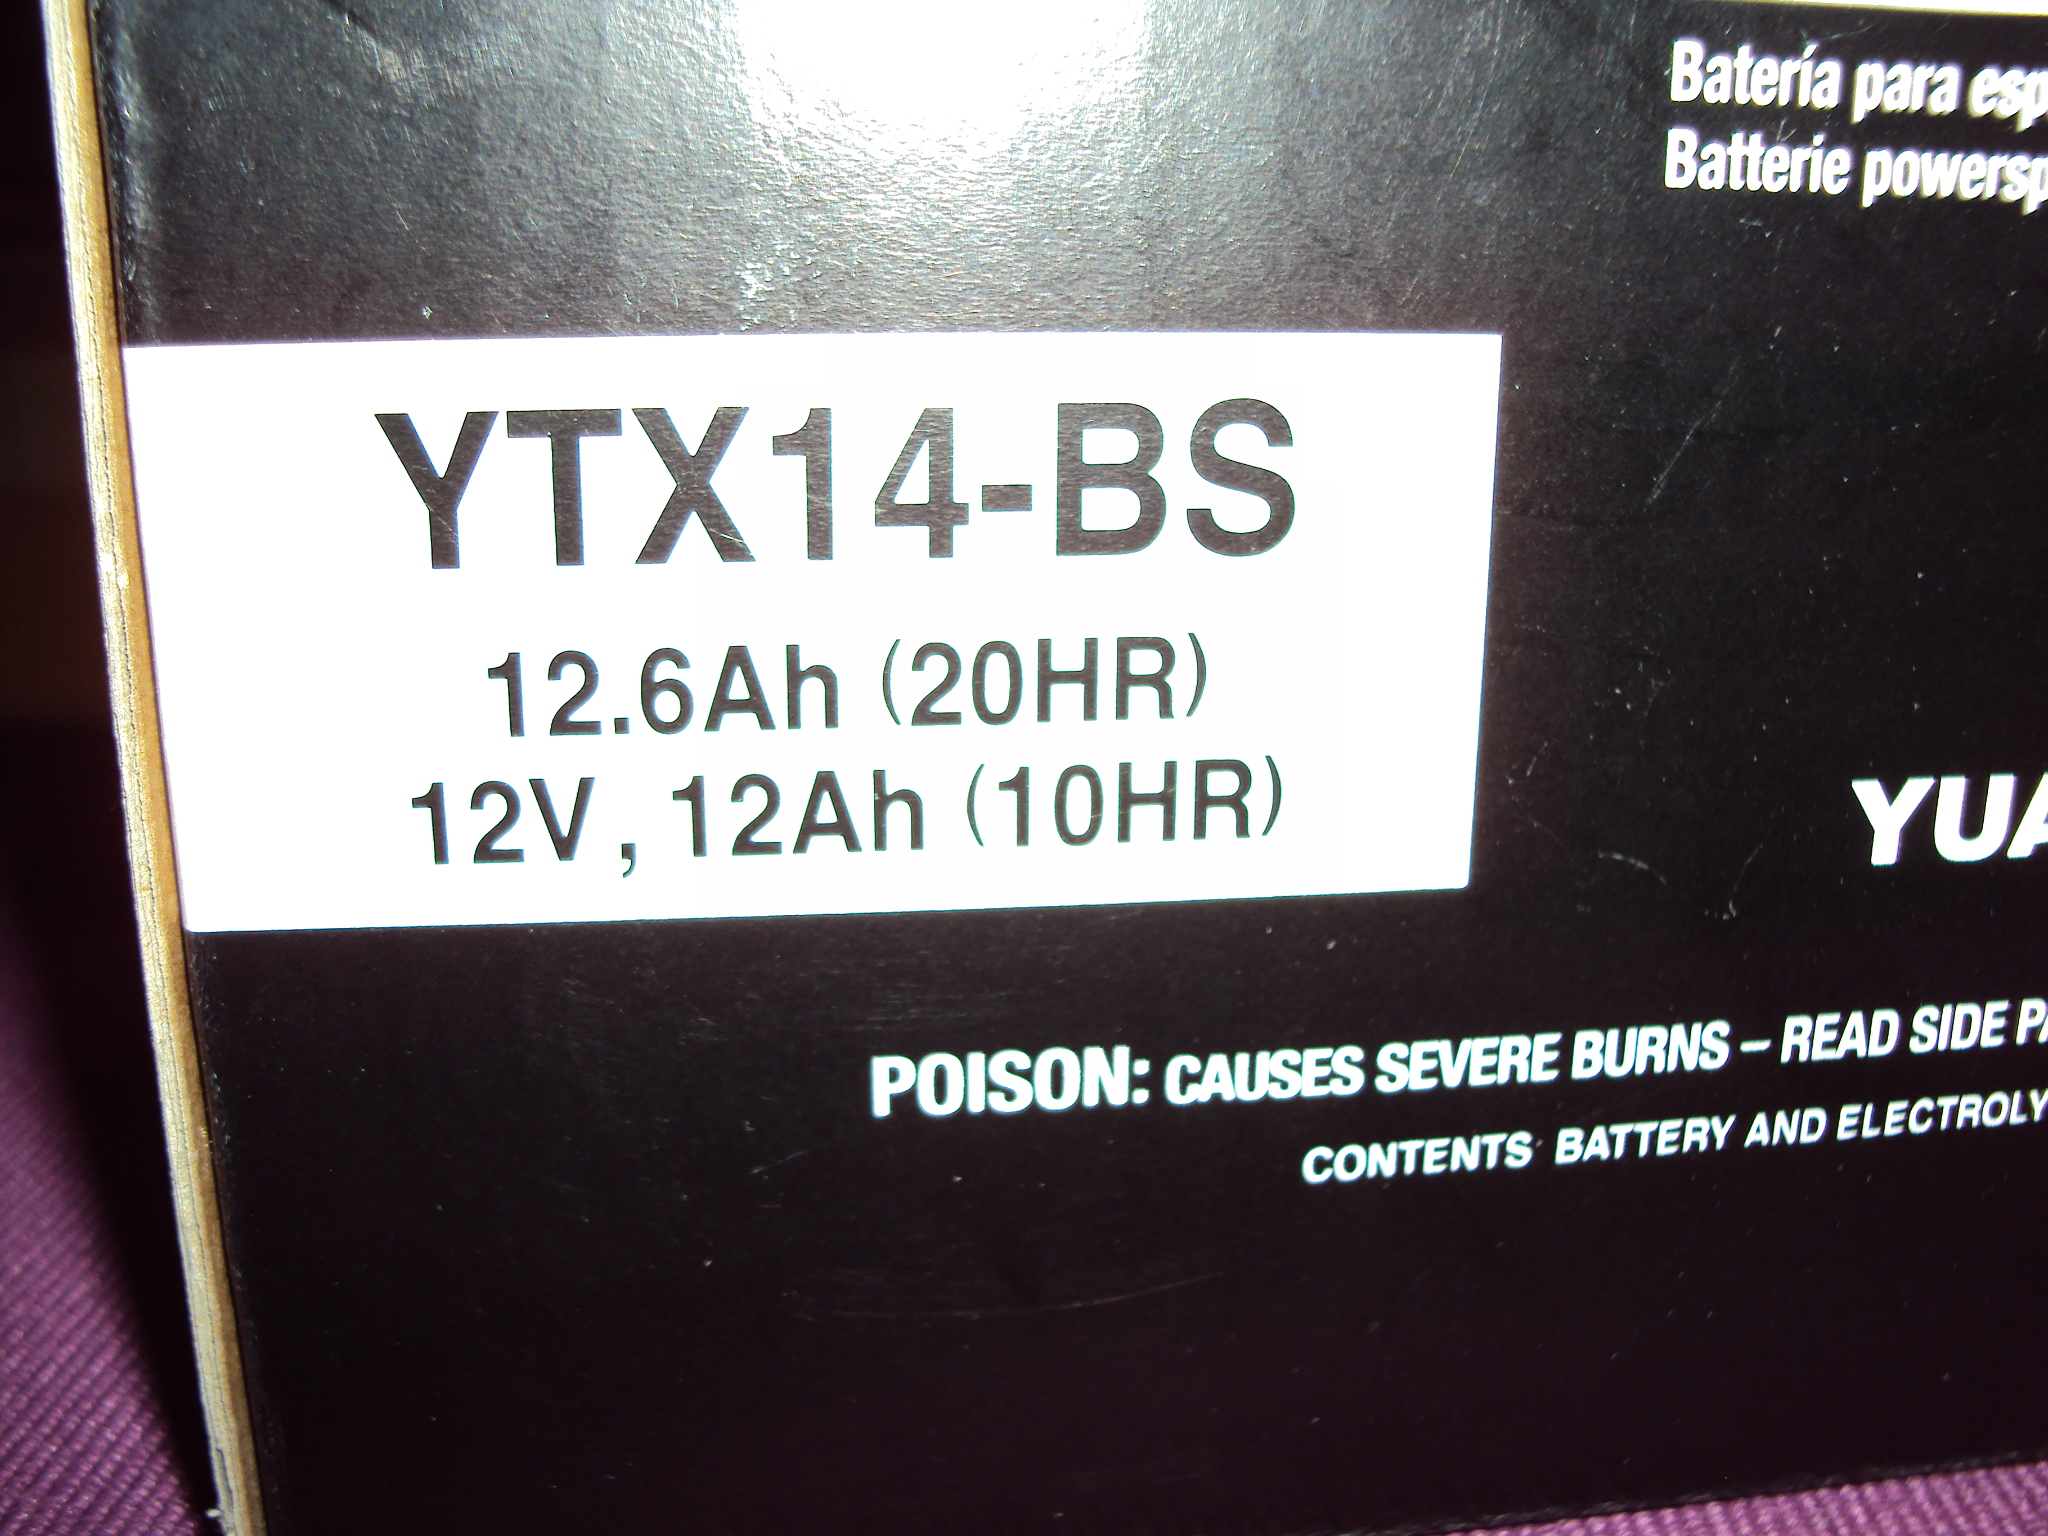 Batería para esp
Batterie powersp
YTX14-BS
12.6Ah (20HR)
12V, 12Ah (10HR)
YUA
POISON: CAUSES SEVERE BURNS – READ SIDE PA
CONTENTS BATTERY AND ELECTROLY